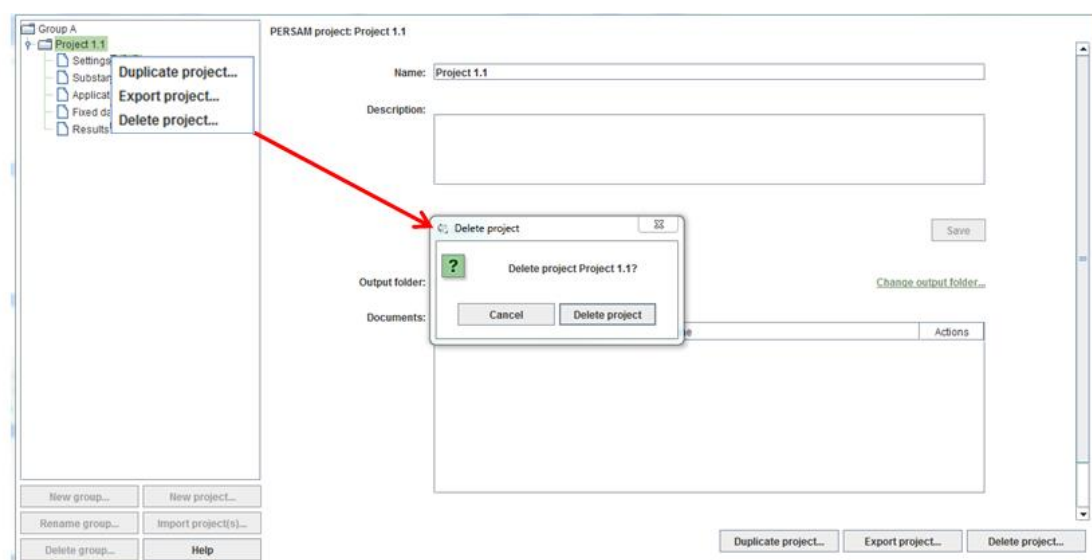 Group A
Project 1.1
Settings
Substan
Applicat
Fixed da
Results
Duplicate project...
Export project...
Delete project...
PERSAM project: Project 1.1
Name: Project 1.1
Description:
Save
Output folder: Change output folder...
Documents:
Actions
Delete project
?
Delete project Project 1.1?
Cancel Delete project
New group... New project...
Rename group... Import project(s)...
Delete group... Help
Duplicate project... Export project... Delete project...